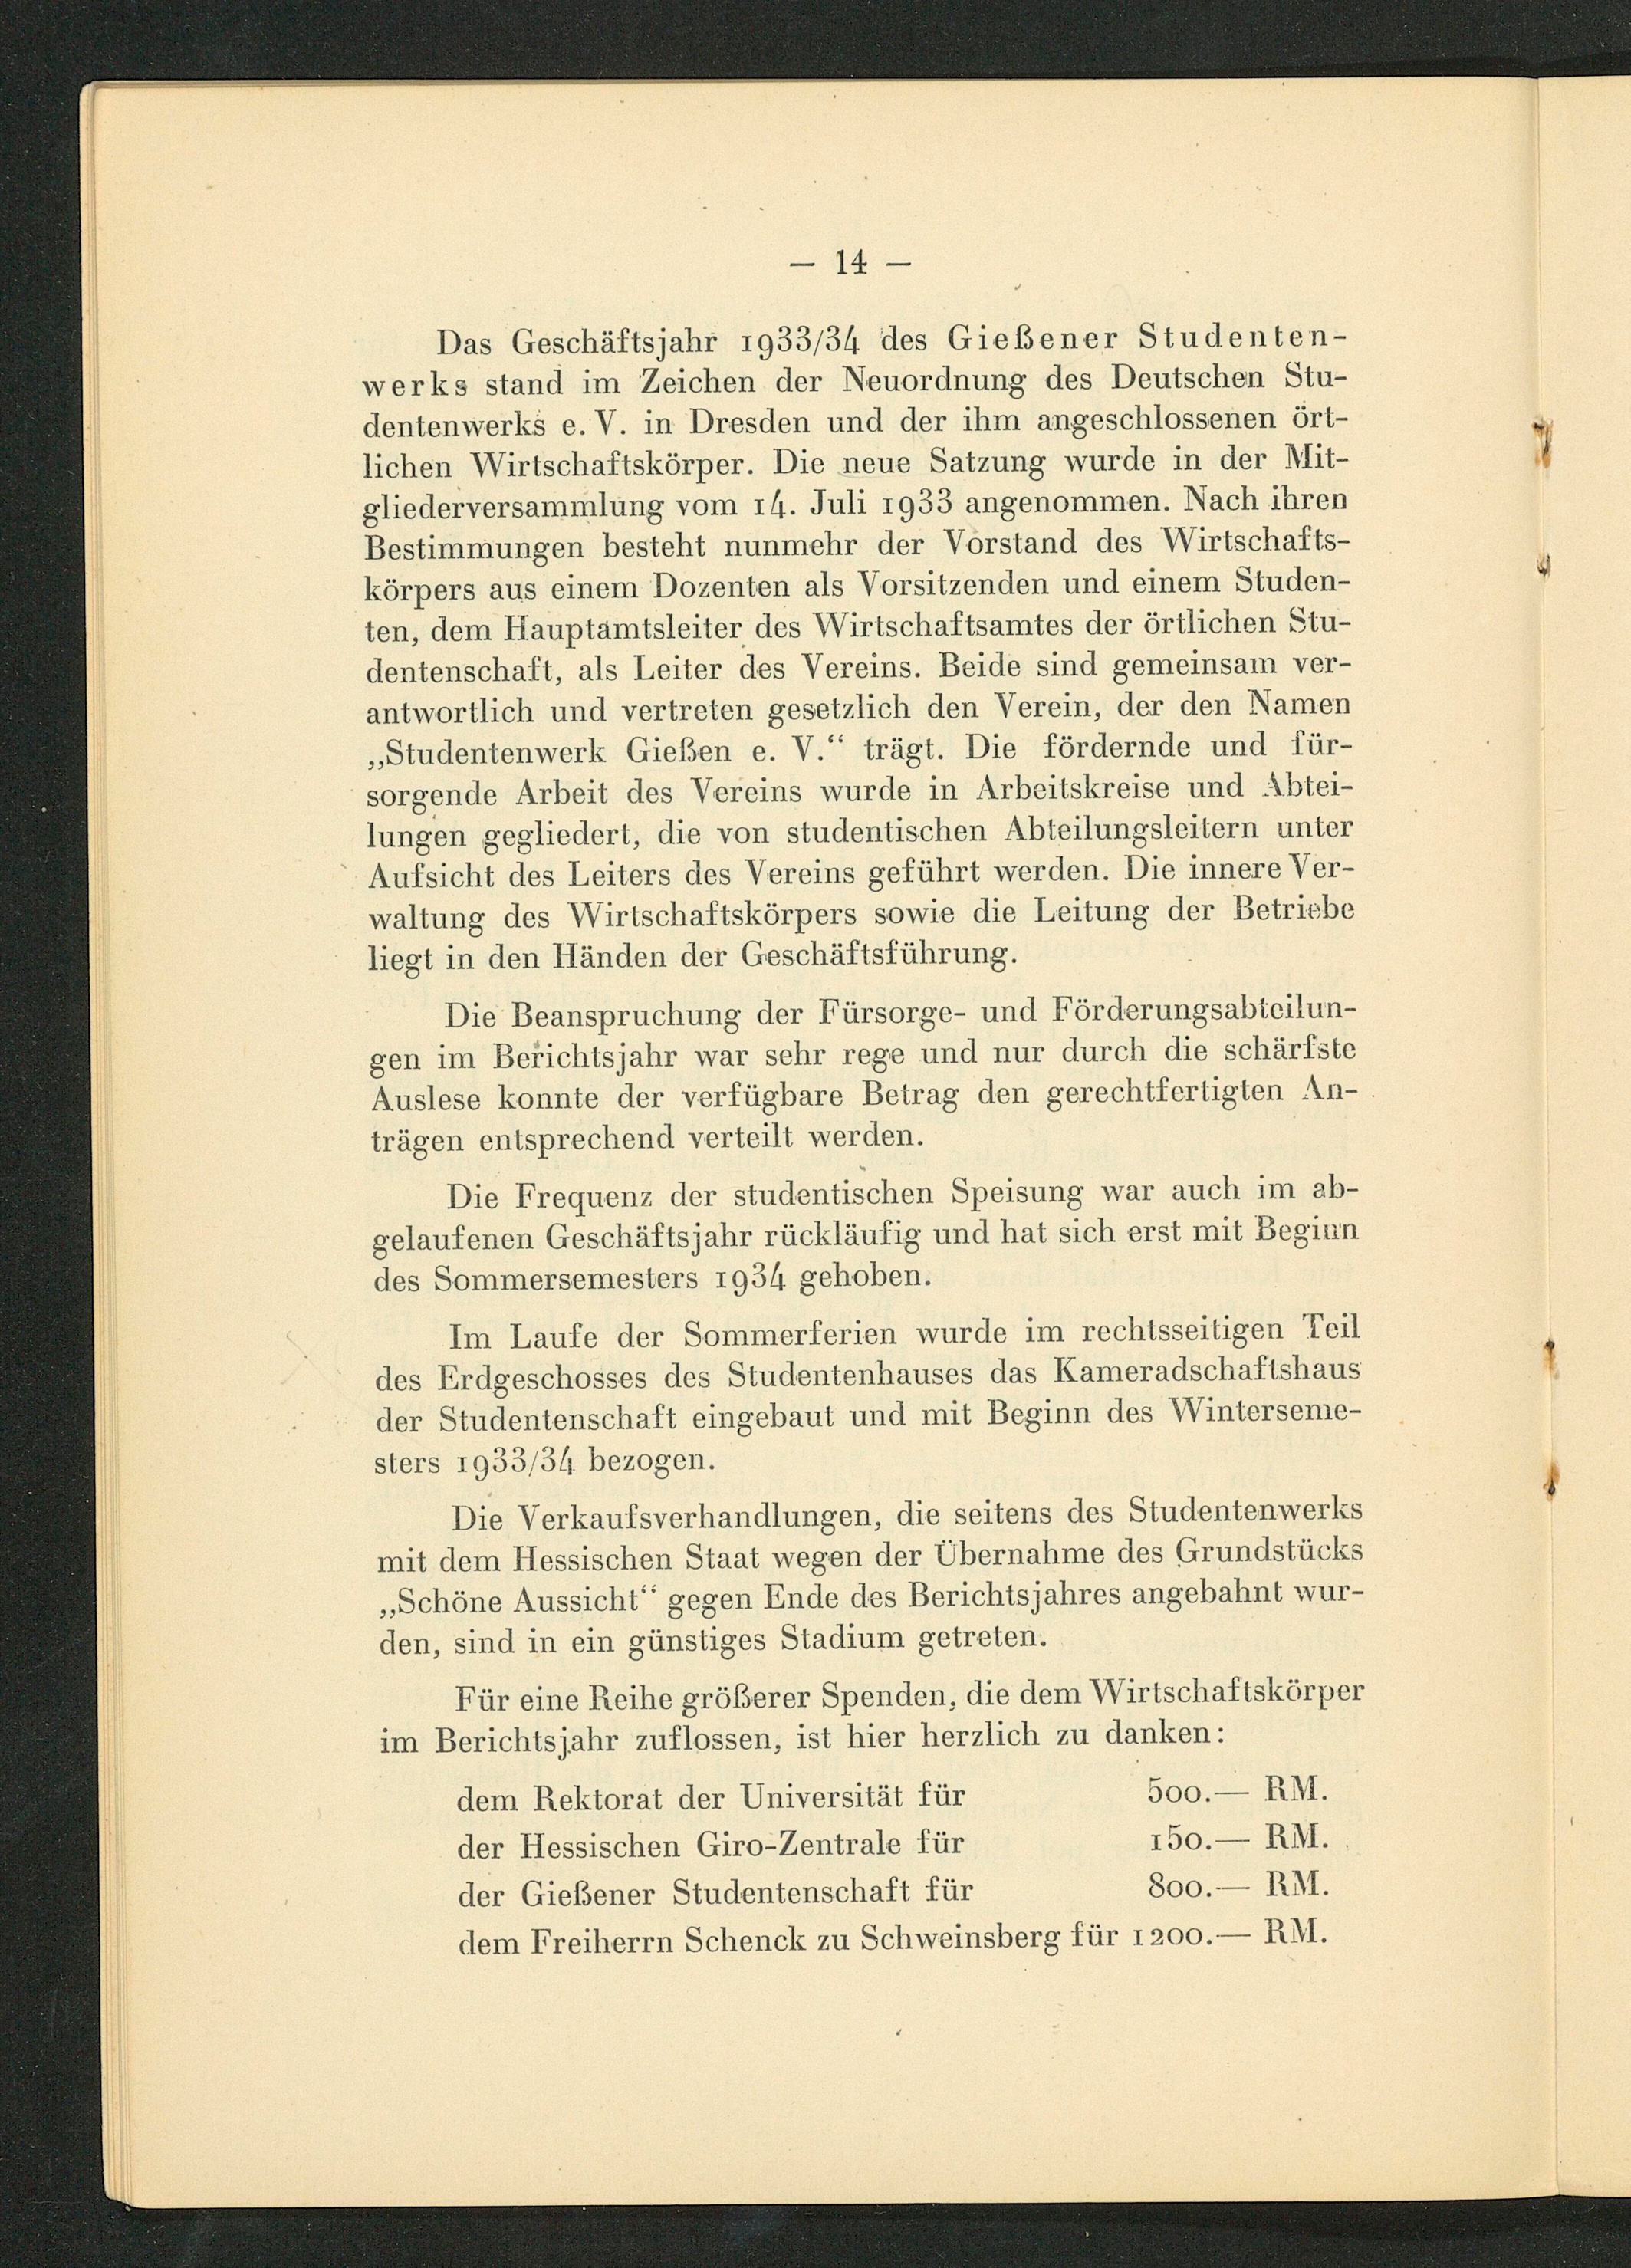 — 14 —
Das Geschäftsjahr 1933/34 des Gießener Studenten-
werks stand im Zeichen der Neuordnung des Deutschen Stu-
dentenwerks e. V. in Dresden und der ihm angeschlossenen ört-
lichen Wirtschaftskörper. Die neue Satzung wurde in der Mit-
gliederversammlung vom 14. Juli 1933 angenommen. Nach ihren
Bestimmungen besteht nunmehr der Vorstand des Wirtschafts-
körpers aus einem Dozenten als Vorsitzenden und einem Studen-
ten, dem Hauptamtsleiter des Wirtschaftsamtes der örtlichen Stu-
dentenschaft, als Leiter des Vereins. Beide sind gemeinsam ver-
antwortlich und vertreten gesetzlich den Verein, der den Namen
„Studentenwerk Gießen e. V.“ trägt. Die fördernde und für-
sorgende Arbeit des Vereins wurde in Arbeitskreise und Abtei-
lungen gegliedert, die von studentischen Abteilungsleitern unter
Aufsicht des Leiters des Vereins geführt werden. Die innere Ver-
waltung des Wirtschaftskörpers sowie die Leitung der Betriebe
liegt in den Händen der Geschäftsführung.
Die Beanspruchung der Fürsorge- und Förderungsabteilun-
gen im Berichtsjahr war sehr rege und nur durch die schärfste
Auslese konnte der verfügbare Betrag den gerechtfertigten An-
trägen entsprechend verteilt werden.
Die Frequenz der studentischen Speisung war auch im ab-
gelaufenen Geschäftsjahr rückläufig und hat sich erst mit Beginn
des Sommersemesters 1934 gehoben.
Im Laufe der Sommerferien wurde im rechtsseitigen Teil
des Erdgeschosses des Studentenhauses das Kameradschaftshaus
der Studentenschaft eingebaut und mit Beginn des Winterseme-
sters 1933/34 bezogen.
Die Verkaufsverhandlungen, die seitens des Studentenwerks
mit dem Hessischen Staat wegen der Übernahme des Grundstücks
„Schöne Aussicht“ gegen Ende des Berichtsjahres angebahnt wur-
den, sind in ein günstiges Stadium getreten.
Für eine Reihe größerer Spenden, die dem Wirtschaftskörper
im Berichtsjahr zuflossen, ist hier herzlich zu danken:
dem Rektorat der Universität für 500.— RM.
der Hessischen Giro-Zentrale für 150.— RM.
der Gießener Studentenschaft für 800.— RM.
dem Freiherrn Schenck zu Schweinsberg für 1200.— RM.